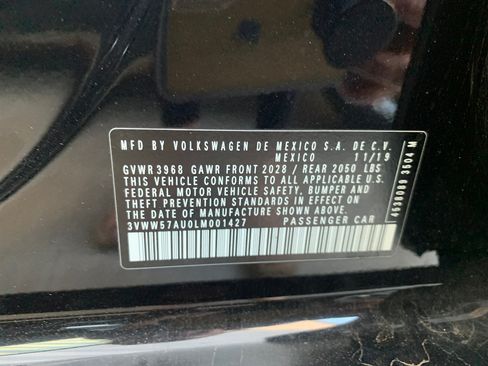 MFD BY VOLKSWAGEN DE MEXICO S.A. DE C.V.
MEXICO 11/19
GVWR 3968 GAWR FRONT 2028 / REAR 2050 LBS
THIS VEHICLE CONFORMS TO ALL APPLICABLE U.S.
FEDERAL MOTOR VEHICLE SAFETY, BUMPER AND
THEFT PREVENTION STANDARDS IN EFFECT ON THE
DATE OF MANUFACTURE SHOWN ABOVE
3VWW57AU0LM001427 PASSENGER CAR
4538089 3504 M